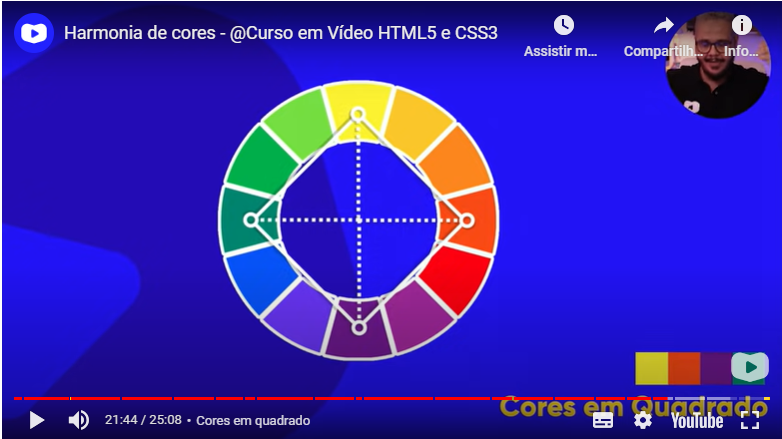 Harmonia de cores - @Curso em Vídeo HTML5 e CSS3
Assistir m...
Compartilh...
Info...
Cores em Quadrado
21:44 / 25:08 • Cores em quadrado
YouTube